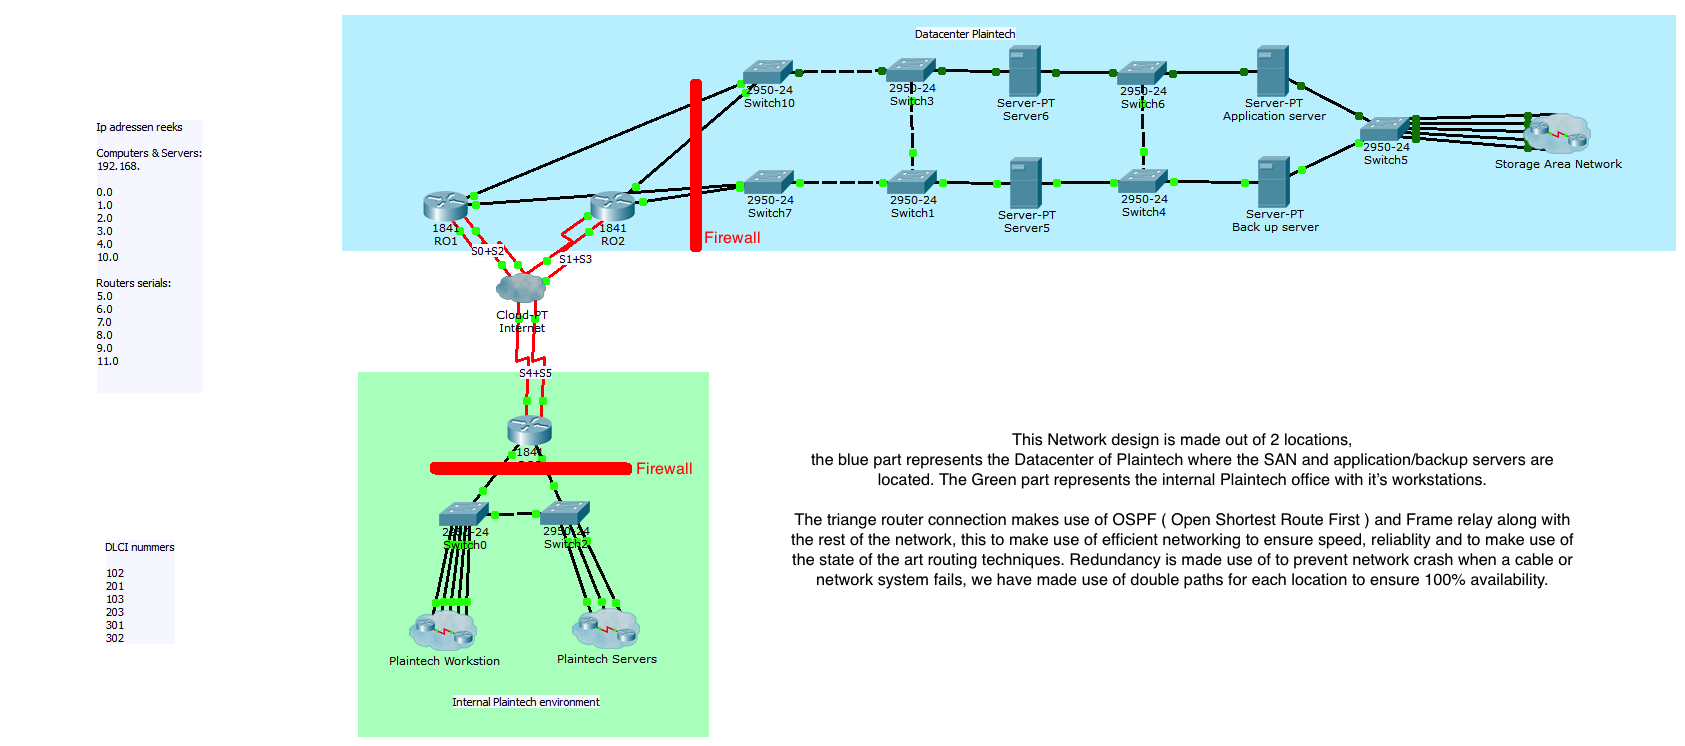 Datacenter Plaintech
2950-24
Switch10
2950-24
Switch3
Server-PT
Server6
2950-24
Switch6
Server-PT
Application server
2950-24
Switch5
Storage Area Network
2950-24
Switch7
2950-24
Switch1
Server-PT
Server5
2950-24
Switch4
Server-PT
Back up server
1841
RO1
1841
RO2
Firewall
S0+S2
S1+S3
Cloud-PT
Internet
S4+S5
Ip adressen reeks
Computers & Servers:
192.168.
0.0
1.0
2.0
3.0
4.0
10.0
Routers serials:
5.0
6.0
7.0
8.0
9.0
11.0
DLCI nummers
102
201
103
203
301
302
1841
Firewall
2950-24
Switch0
2950-24
Switch2
Plaintech Workstion
Plaintech Servers
Internal Plaintech environment
This Network design is made out of 2 locations,
the blue part represents the Datacenter of Plaintech where the SAN and application/backup servers are
located. The Green part represents the internal Plaintech office with it's workstations.
The triange router connection makes use of OSPF ( Open Shortest Route First ) and Frame relay along with
the rest of the network, this to make use of efficient networking to ensure speed, reliablity and to make use of
the state of the art routing techniques. Redundancy is made use of to prevent network crash when a cable or
network system fails, we have made use of double paths for each location to ensure 100% availability.